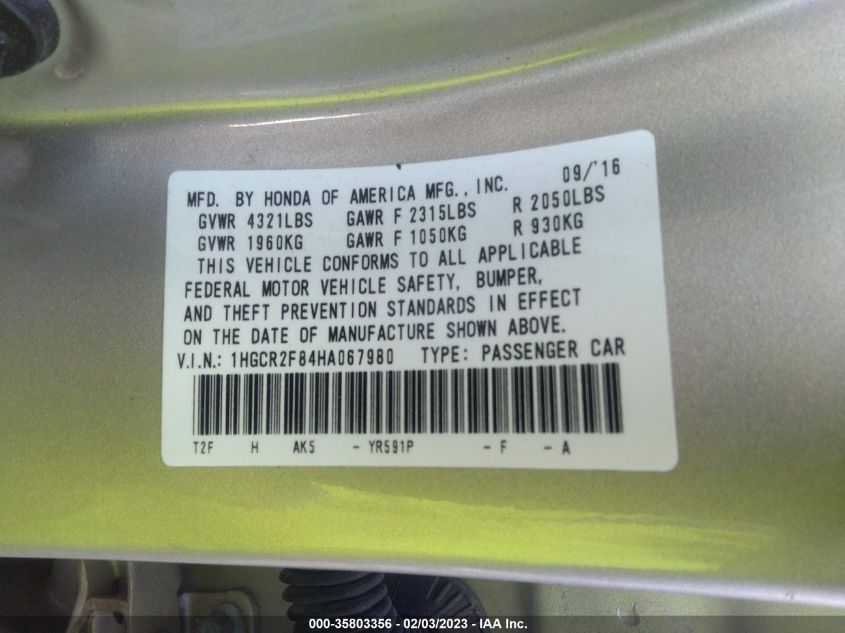 09/'16
MFD. BY HONDA OF AMERICA MFG., INC.
GVWR 4321LBS GAWR F 2315LBS R 2050LBS
GVWR 1960KG GAWR F 1050KG R 930KG
THIS VEHICLE CONFORMS TO ALL APPLICABLE
FEDERAL MOTOR VEHICLE SAFETY, BUMPER,
AND THEFT PREVENTION STANDARDS IN EFFECT
ON THE DATE OF MANUFACTURE SHOWN ABOVE.
V.I.N.: 1HGCR2F84HA067980 TYPE: PASSENGER CAR
T2F H AK5 - YR591P - F - A
000-35803356 - 02/03/2023 - IAA Inc.